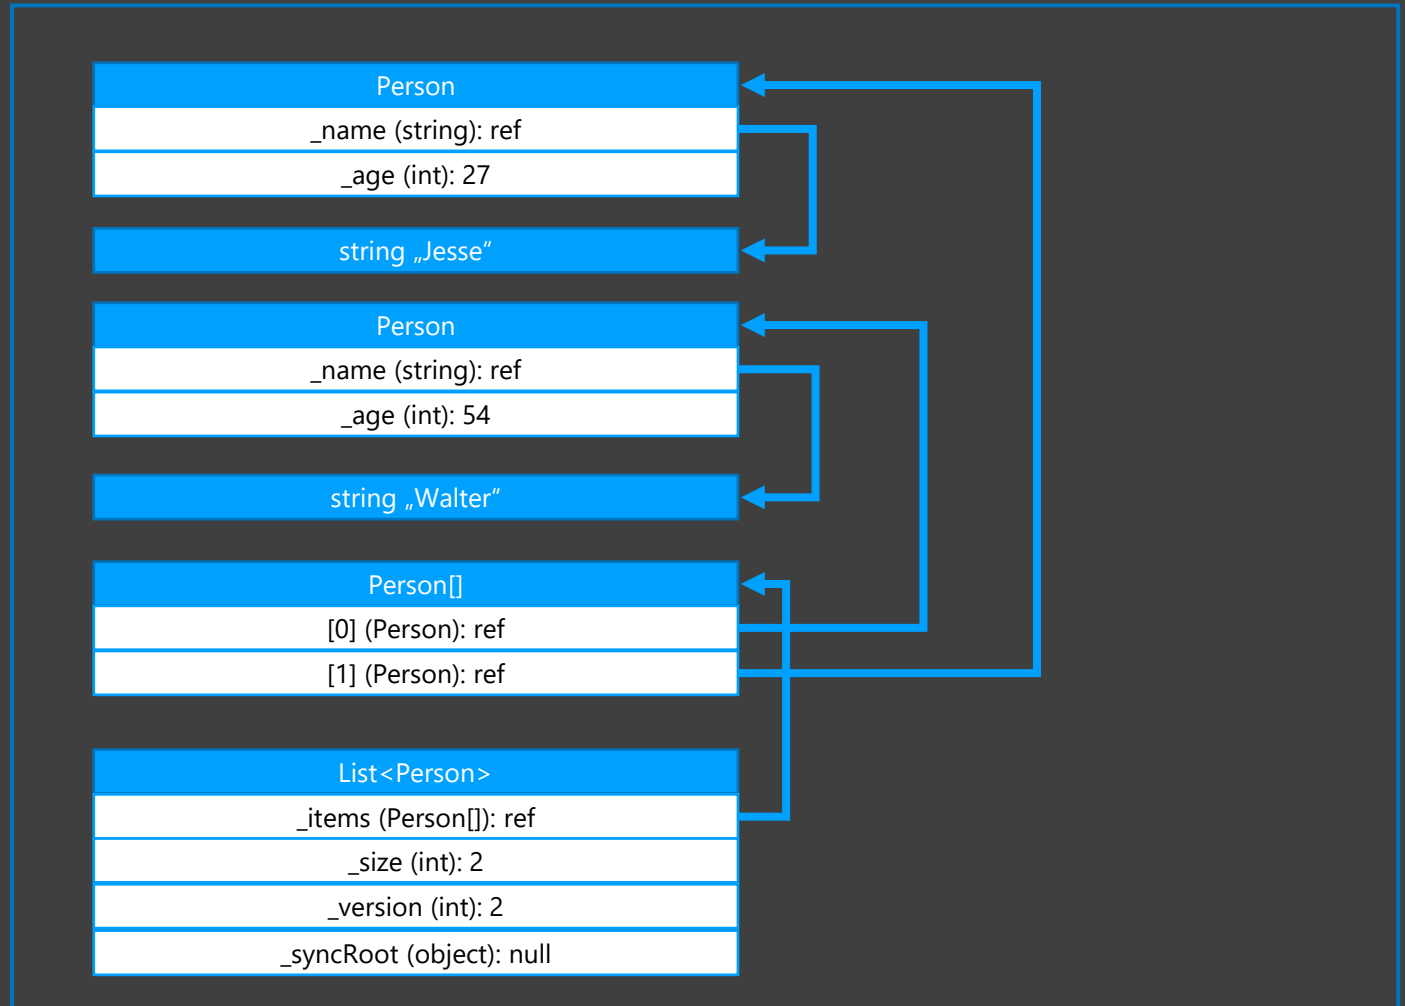 Person
_name (string): ref
_age (int): 27
string „Jesse“
Person
_name (string): ref
_age (int): 54
string „Walter“
Person[]
[0] (Person): ref
[1] (Person): ref
List<Person>
_items (Person[]): ref
_size (int): 2
_version (int): 2
_syncRoot (object): null